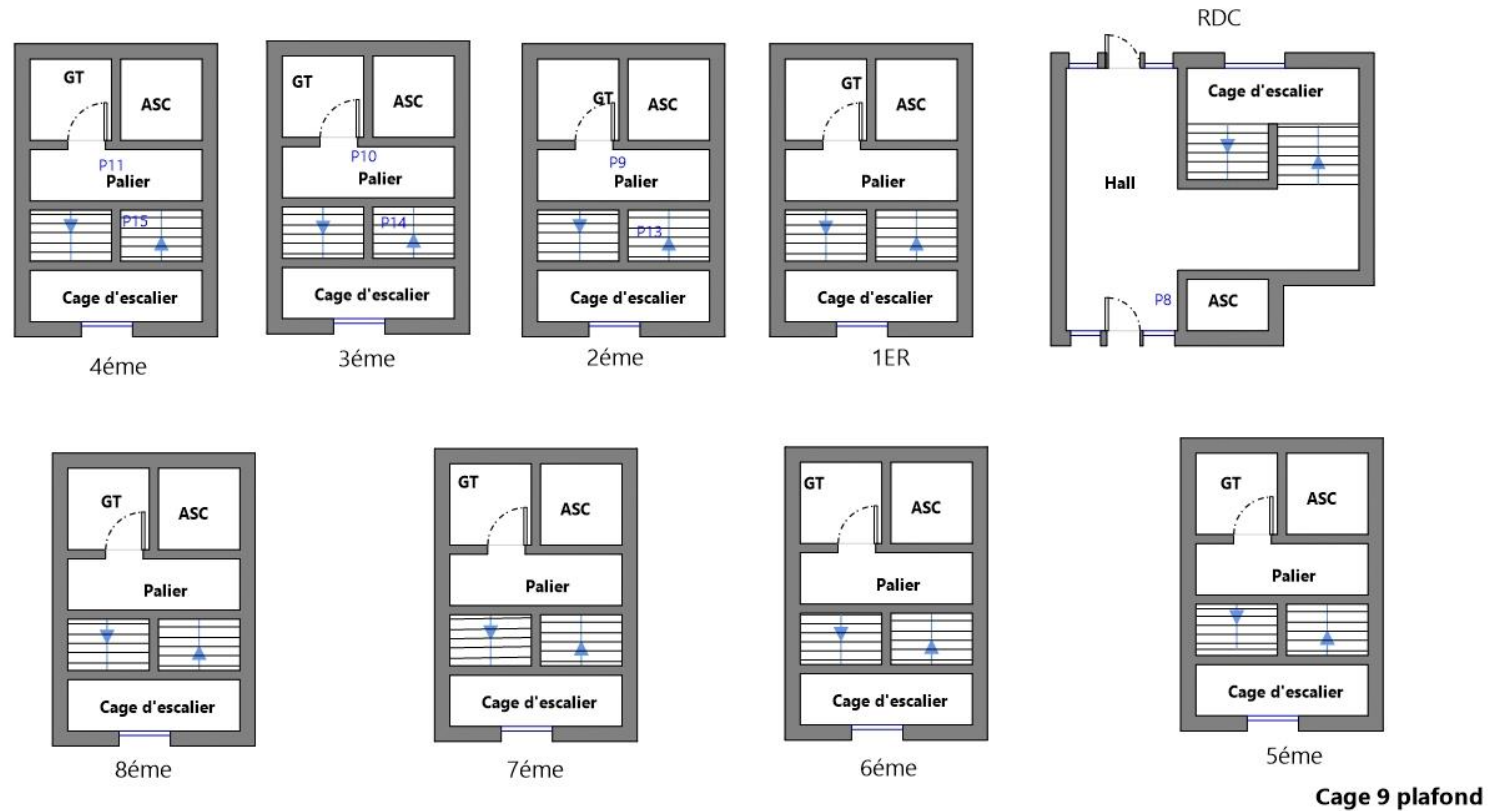 RDC
GT
ASC
P11
Palier
P15
Cage d'escalier
4éme
GT
ASC
P10
Palier
P14
Cage d'escalier
3éme
GT
ASC
P9
Palier
P13
Cage d'escalier
2éme
GT
ASC
Palier
Cage d'escalier
1ER
Cage d'escalier
Hall
P8
ASC
GT
ASC
Palier
Cage d'escalier
8éme
GT
ASC
Palier
Cage d'escalier
7éme
GT
ASC
Palier
Cage d'escalier
6éme
GT
ASC
Palier
Cage d'escalier
5éme
Cage 9 plafond